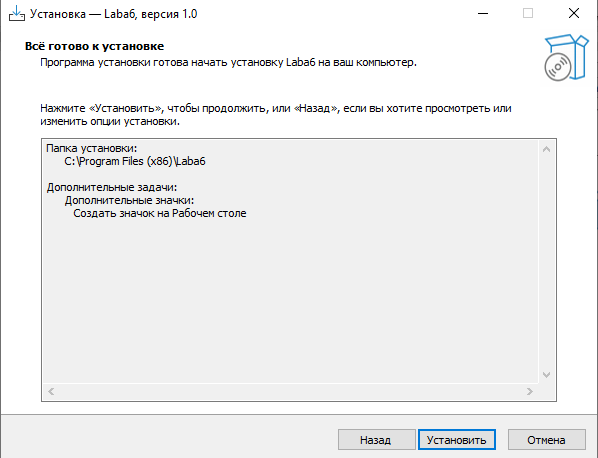 Установка — Laba6, версия 1.0
Всё готово к установке
Программа установки готова начать установку Laba6 на ваш компьютер.
Нажмите «Установить», чтобы продолжить, или «Назад», если вы хотите просмотреть или
изменить опции установки.
Папка установки:
C:\Program Files (x86)\Laba6
Дополнительные задачи:
Дополнительные значки:
Создать значок на Рабочем столе
Назад
Установить
Отмена